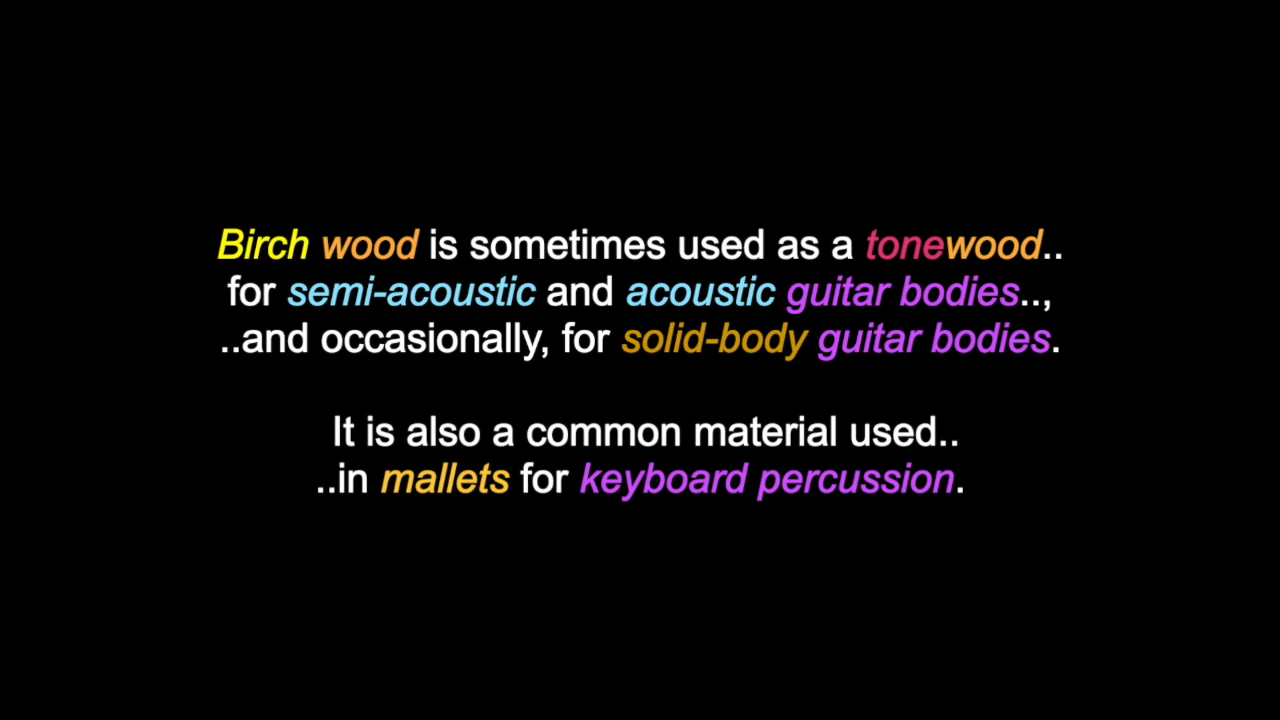 Birch wood is sometimes used as a tonewood..
for semi-acoustic and acoustic guitar bodies..,
..and occasionally, for solid-body guitar bodies.
It is also a common material used..
..in mallets for keyboard percussion.